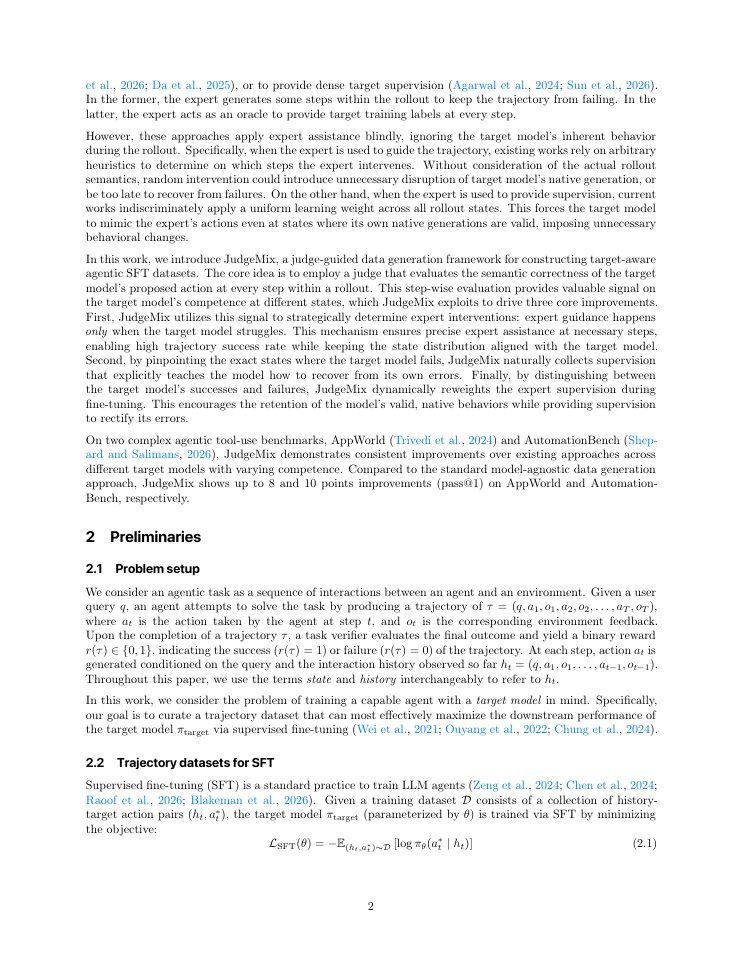 et al., 2026; Da et al., 2025), or to provide dense target supervision (Agarwal et al., 2024; Sun et al., 2026).
In the former, the expert generates some steps within the rollout to keep the trajectory from failing. In the
latter, the expert acts as an oracle to provide target training labels at every step.
However, these approaches apply expert assistance blindly, ignoring the target model's inherent behavior
during the rollout. Specifically, when the expert is used to guide the trajectory, existing works rely on arbitrary
heuristics to determine on which steps the expert intervenes. Without consideration of the actual rollout
semantics, random intervention could introduce unnecessary disruption of target model's native generation, or
be too late to recover from failures. On the other hand, when the expert is used to provide supervision, current
works indiscriminately apply a uniform learning weight across all rollout states. This forces the target model
to mimic the expert's actions even at states where its own native generations are valid, imposing unnecessary
behavioral changes.
In this work, we introduce JudgeMix, a judge-guided data generation framework for constructing target-aware
agentic SFT datasets. The core idea is to employ a judge that evaluates the semantic correctness of the target
model's proposed action at every step within a rollout. This step-wise evaluation provides valuable signal on
the target model's competence at different states, which JudgeMix exploits to drive three core improvements.
First, JudgeMix utilizes this signal to strategically determine expert interventions: expert guidance happens
only when the target model struggles. This mechanism ensures precise expert assistance at necessary steps,
enabling high trajectory success rate while keeping the state distribution aligned with the target model.
Second, by pinpointing the exact states where the target model fails, JudgeMix naturally collects supervision
that explicitly teaches the model how to recover from its own errors. Finally, by distinguishing between
the target model's successes and failures, JudgeMix dynamically reweights the expert supervision during
fine-tuning. This encourages the retention of the model's valid, native behaviors while providing supervision
to rectify its errors.
On two complex agentic tool-use benchmarks, AppWorld (Trivedi et al., 2024) and AutomationBench (Shep-
ard and Salimans, 2026), JudgeMix demonstrates consistent improvements over existing approaches across
different target models with varying competence. Compared to the standard model-agnostic data generation
approach, JudgeMix shows up to 8 and 10 points improvements (pass@1) on AppWorld and Automation-
Bench, respectively.
2 Preliminaries
2.1 Problem setup
We consider an agentic task as a sequence of interactions between an agent and an environment. Given a user
query q, an agent attempts to solve the task by producing a trajectory of τ = (q, a₁, o₁, a₂, o₂, . . . , a_T, o_T),
where a_t is the action taken by the agent at step t, and o_t is the corresponding environment feedback.
Upon the completion of a trajectory τ, a task verifier evaluates the final outcome and yield a binary reward
r(τ) ∈ {0, 1}, indicating the success (r(τ) = 1) or failure (r(τ) = 0) of the trajectory. At each step, action a_t is
generated conditioned on the query and the interaction history observed so far h_t = (q, a₁, o₁, . . . , a_{t−1}, o_{t−1}).
Throughout this paper, we use the terms state and history interchangeably to refer to h_t.
In this work, we consider the problem of training a capable agent with a target model in mind. Specifically,
our goal is to curate a trajectory dataset that can most effectively maximize the downstream performance of
the target model π_target via supervised fine-tuning (Wei et al., 2021; Ouyang et al., 2022; Chung et al., 2024).
2.2 Trajectory datasets for SFT
Supervised fine-tuning (SFT) is a standard practice to train LLM agents (Zeng et al., 2024; Chen et al., 2024;
Raoof et al., 2026; Blakeman et al., 2026). Given a training dataset 𝒟 consists of a collection of history-
target action pairs (h_t, a_t^*), the target model π_target (parameterized by θ) is trained via SFT by minimizing
the objective:
ℒ_SFT(θ) = −𝔼_{(h_t,a_t^*)∼𝒟} [log π_θ(a_t^* | h_t)] (2.1)
2